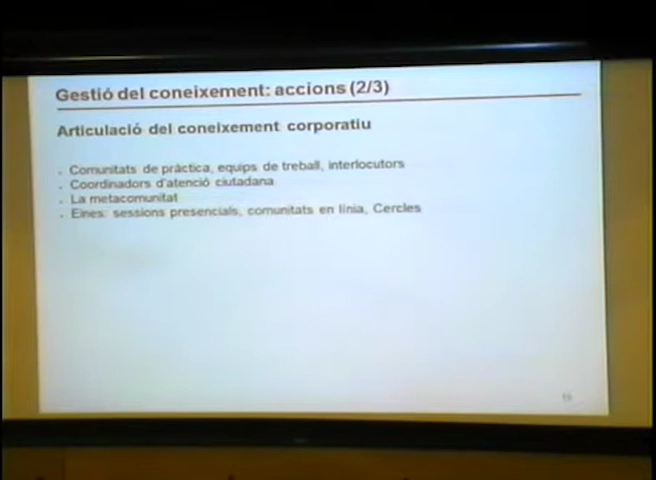 Gestió del coneixement: accions (2/3)
Articulació del coneixement corporatiu
. Comunitats de pràctica, equips de treball, interlocutors
. Coordinadors d'atenció ciutadana
. La metacomunitat
. Eines: sessions presencials, comunitats en línia, Cercles